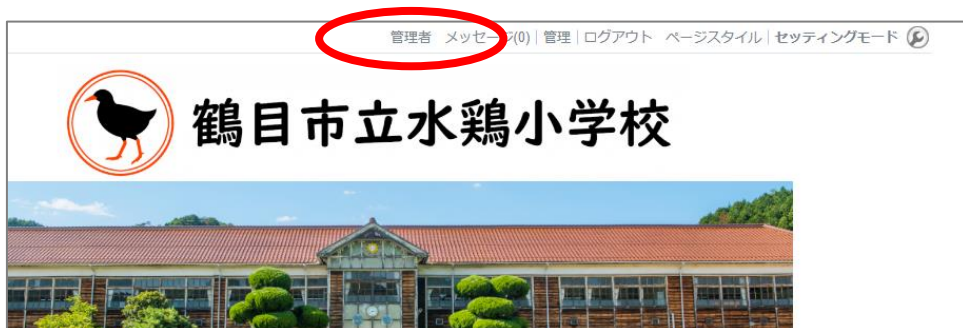 管理者 メッセージ(0)|管理|ログアウト ページスタイル|セッティングモード
鶴目市立水鶏小学校